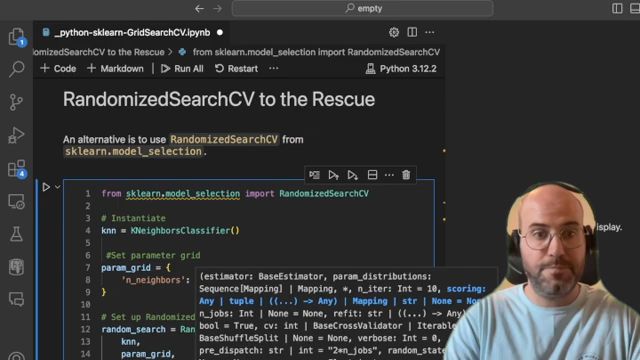 empty
_python-sklearn-GridSearchCV.ipynb
domizedSearchCV to the Rescue > from sklearn.model_selection import RandomizedSearchCV
+ Code + Markdown Run All Restart ... Python 3.12.2
RandomizedSearchCV to the Rescue
An alternative is to use RandomizedSearchCV from
sklearn.model_selection.
1 from sklearn.model_selection import RandomizedSearchCV
2
3 # Instantiate
4 knn = KNeighborsClassifier()
5
6 #Set parameter grid
7 param_grid = {
8 'n_neighbors':
9 }
10
11 # Set up Randomized
12 random_search = Ran
13 knn,
14 param_grid,
(estimator: BaseEstimator, param_distributions:
Sequence[Mapping] | Mapping, *, n_iter: Int = 10, scoring:
Any | tuple | ((...) -> Any) | Mapping | str | None = None,
n_jobs: Int | None = None, refit: str | ((...) -> Any) |
bool = True, cv: int | BaseCrossValidator | Iterable
BaseShuffleSplit | None = None, verbose: Int = 0,
pre_dispatch: str | int = "2*n_jobs", random_state
isplay.
1
4